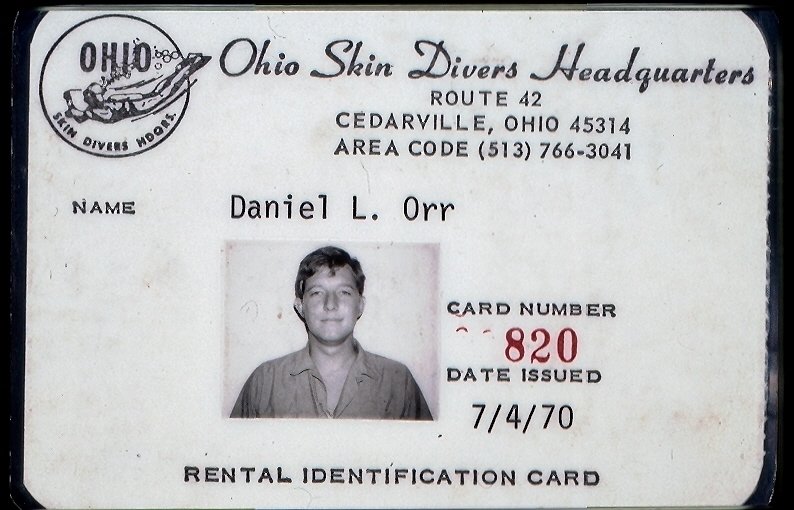 OHIO
SKIN DIVERS HDQRS.
Ohio Skin Divers Headquarters
ROUTE 42
CEDARVILLE, OHIO 45314
AREA CODE (513) 766-3041
NAME Daniel L. Orr
CARD NUMBER
820
DATE ISSUED
7/4/70
RENTAL IDENTIFICATION CARD